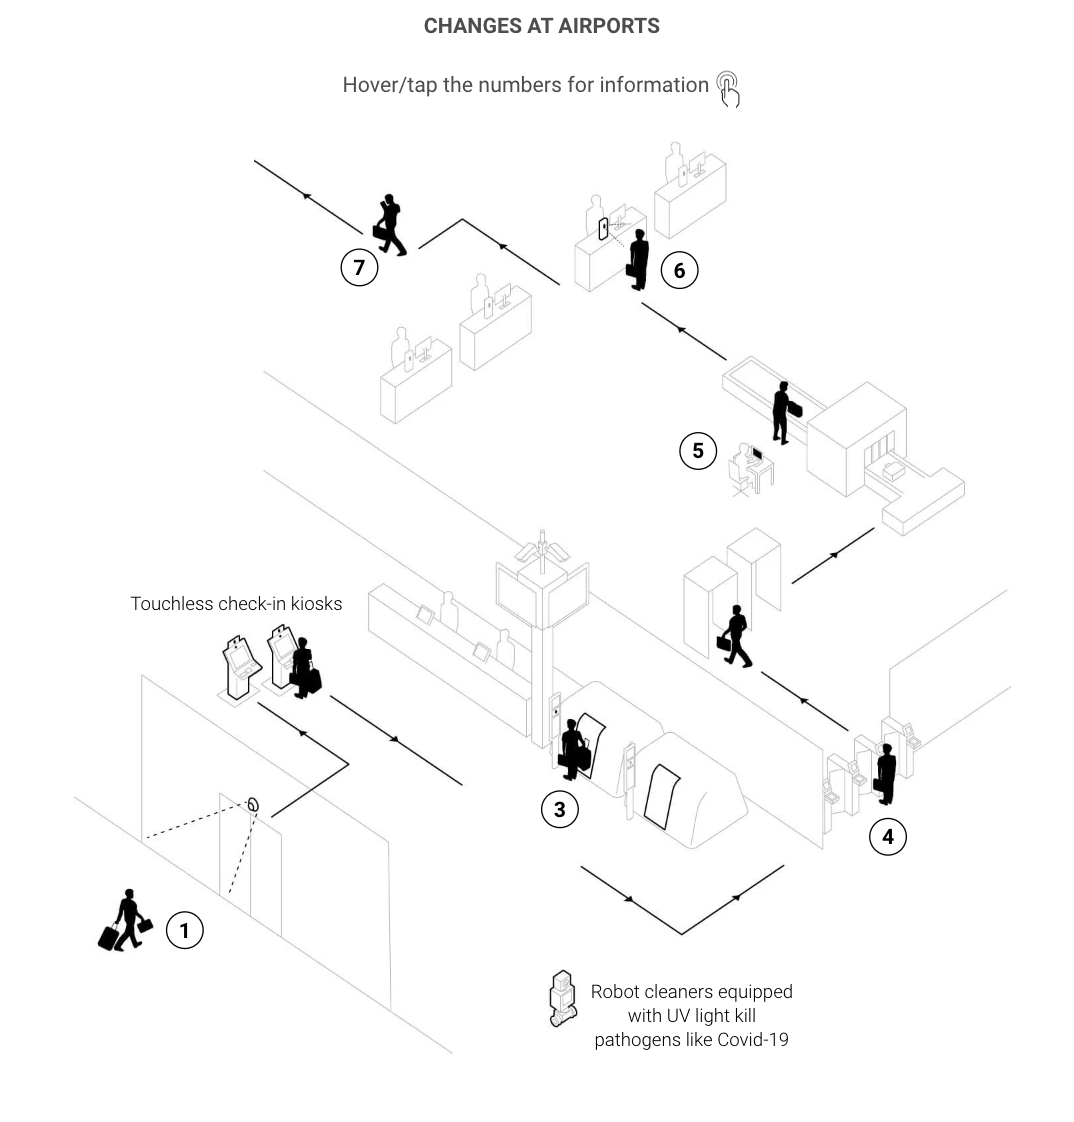 CHANGES AT AIRPORTS
Hover/tap the numbers for information
7
6
5
Touchless check-in kiosks
3
4
1
Robot cleaners equipped
with UV light kill
pathogens like Covid-19